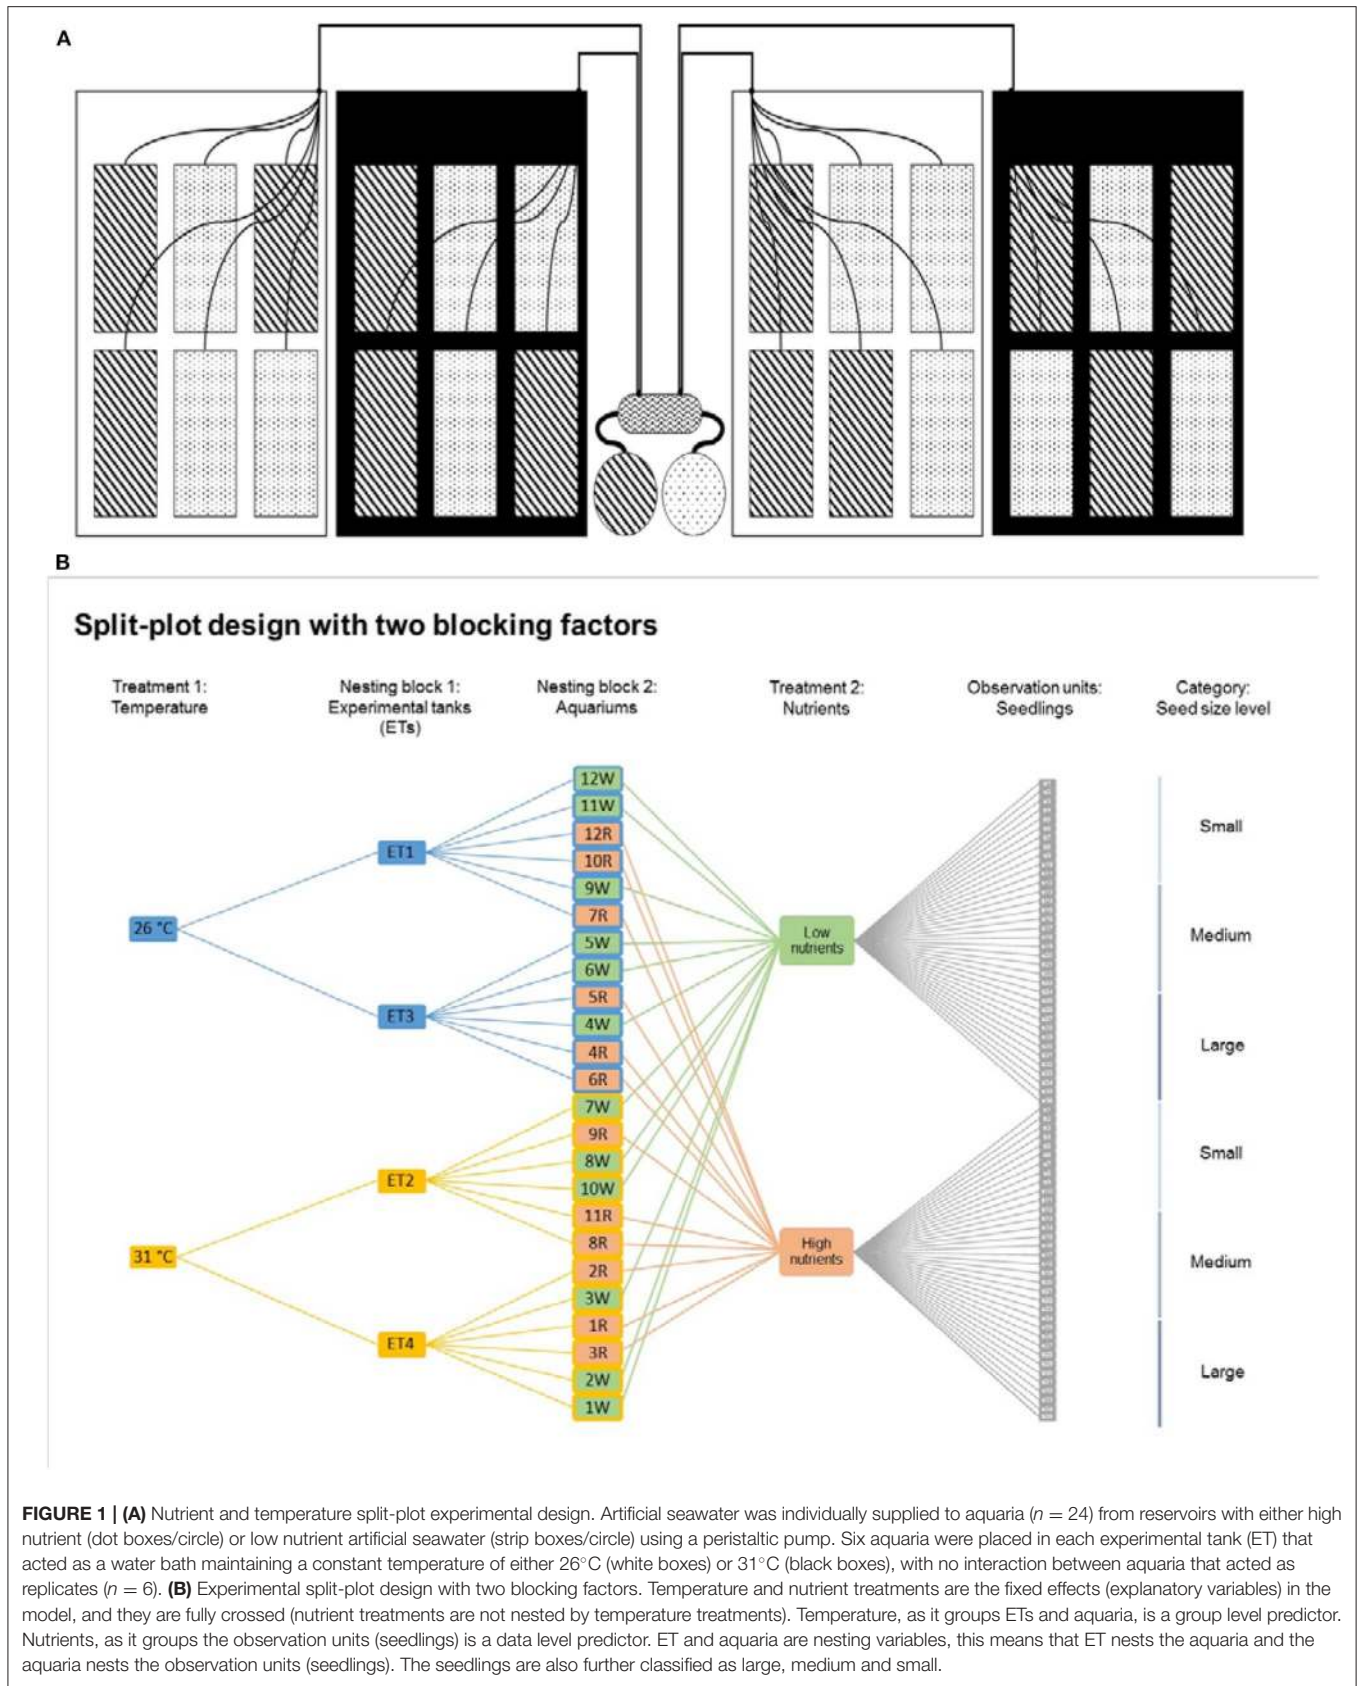 A
B
Split-plot design with two blocking factors
Treatment 1:
Temperature
Nesting block 1:
Experimental tanks
(ETs)
Nesting block 2:
Aquariums
Treatment 2:
Nutrients
Observation units:
Seedlings
Category:
Seed size level
26 °C
31 °C
ET1
ET3
ET2
ET4
12W
11W
12R
10R
9W
7R
5W
6W
5R
4W
4R
6R
7W
9R
8W
10W
11R
8R
2R
3W
1R
3R
2W
1W
Low
nutrients
High
nutrients
Small
Medium
Large
Small
Medium
Large
FIGURE 1 | (A) Nutrient and temperature split-plot experimental design. Artificial seawater was individually supplied to aquaria (n = 24) from reservoirs with either high
nutrient (dot boxes/circle) or low nutrient artificial seawater (strip boxes/circle) using a peristaltic pump. Six aquaria were placed in each experimental tank (ET) that
acted as a water bath maintaining a constant temperature of either 26°C (white boxes) or 31°C (black boxes), with no interaction between aquaria that acted as
replicates (n = 6). (B) Experimental split-plot design with two blocking factors. Temperature and nutrient treatments are the fixed effects (explanatory variables) in the
model, and they are fully crossed (nutrient treatments are not nested by temperature treatments). Temperature, as it groups ETs and aquaria, is a group level predictor.
Nutrients, as it groups the observation units (seedlings) is a data level predictor. ET and aquaria are nesting variables, this means that ET nests the aquaria and the
aquaria nests the observation units (seedlings). The seedlings are also further classified as large, medium and small.